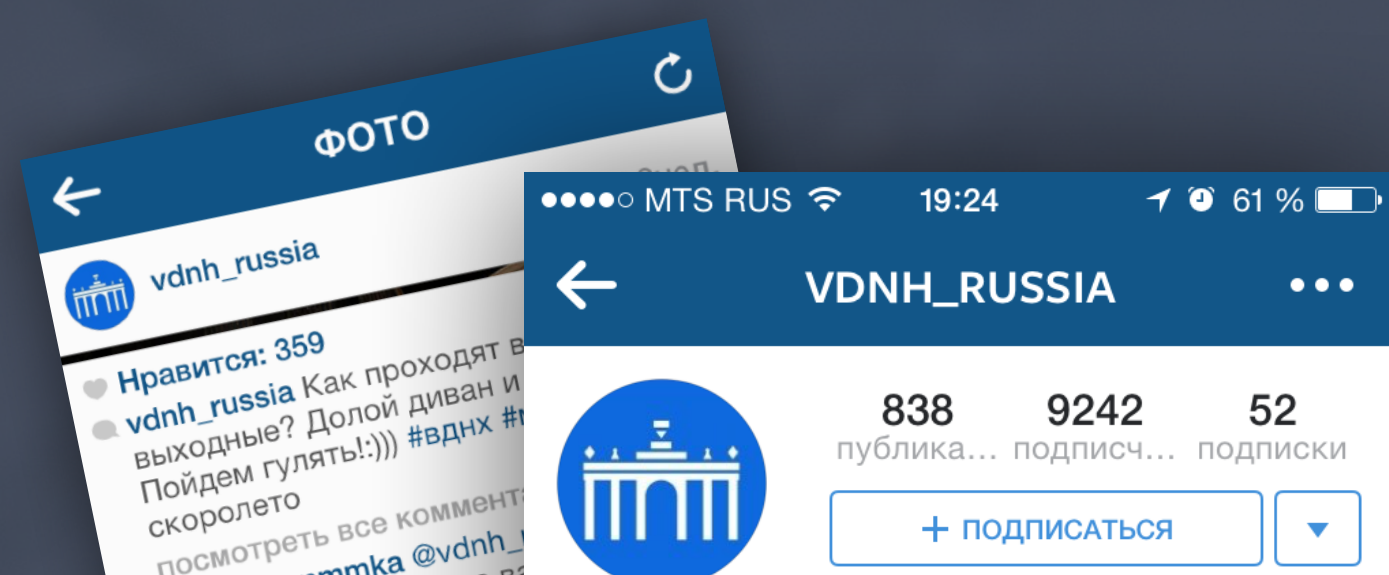 ФОТО
vdnh_russia
Нравится: 359
vdnh_russia Как проходят
выходные? Долой диван и
Пойдем гулять!:))) #вднх
скоролето
посмотреть все
@vdnh_
MTS RUS 19:24 61 %
VDNH_RUSSIA
838 9242 52
публика... подписч... подписки
+ ПОДПИСАТЬСЯ